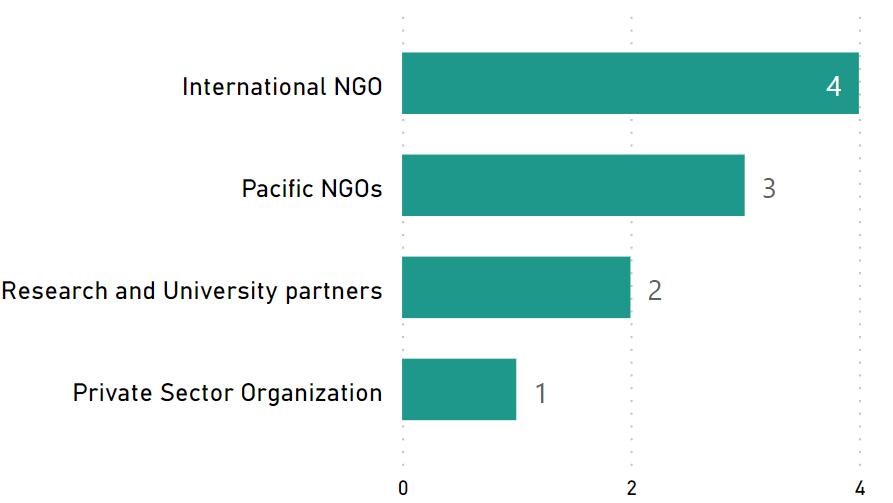 International NGO 4
Pacific NGOs 3
Research and University partners 2
Private Sector Organization 1
0 2 4